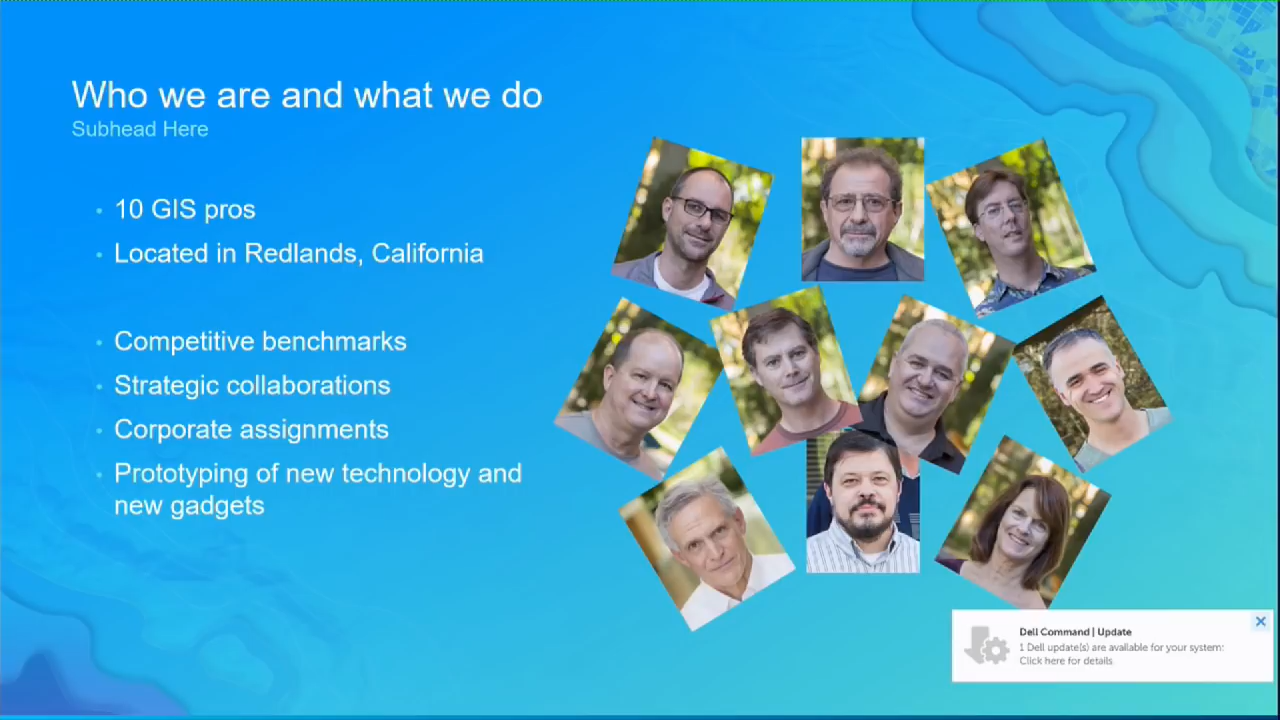 Who we are and what we do
Subhead Here
10 GIS pros
Located in Redlands, California
Competitive benchmarks
Strategic collaborations
Corporate assignments
Prototyping of new technology and
new gadgets
Dell Command | Update
1 Dell update(s) are available for your system:
Click here for details.